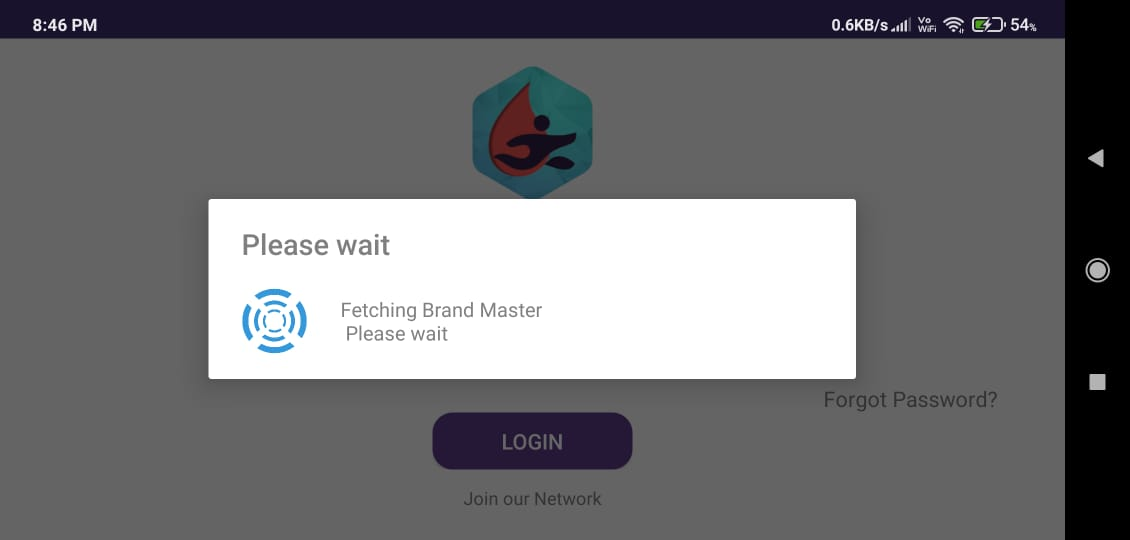 8:46 PM
0.6KB/s Vo WiFi 54%
Please wait
Fetching Brand Master
Please wait
Forgot Password?
LOGIN
Join our Network